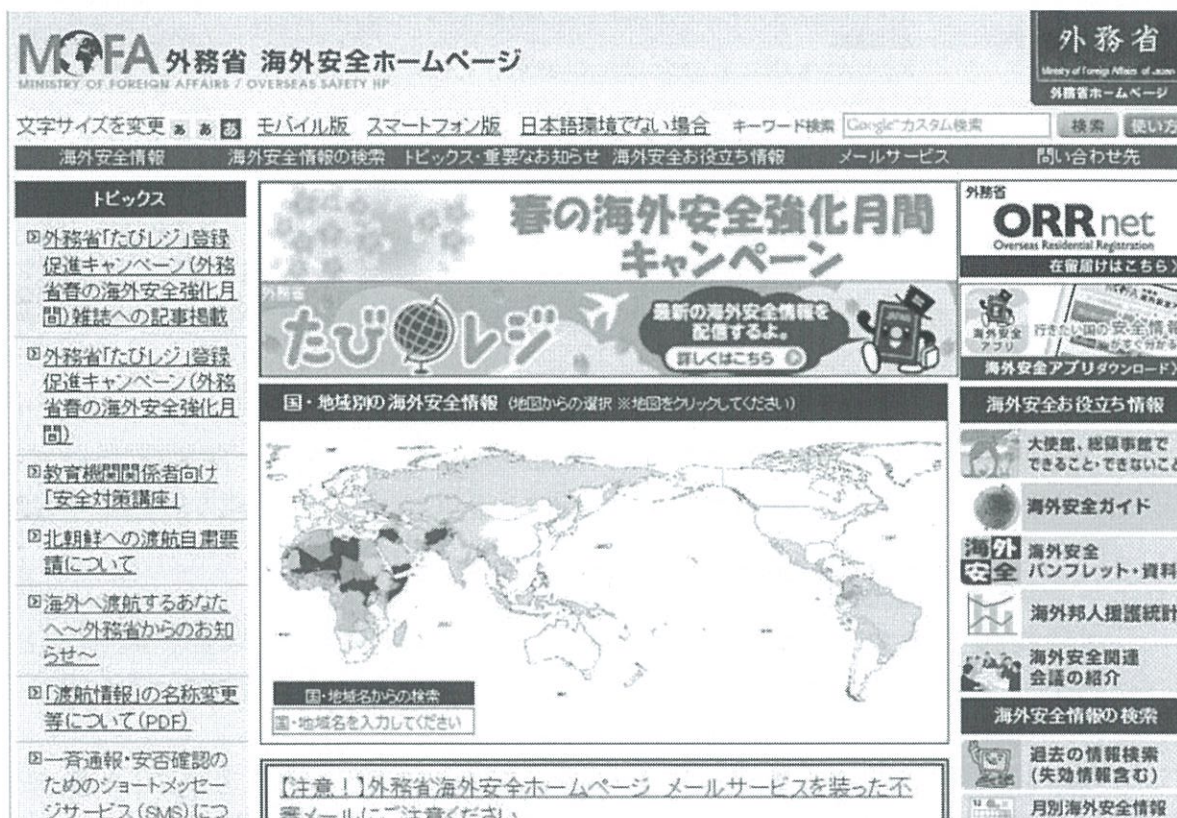 MOFA 外務省 海外安全ホームページ
MINISTRY OF FOREIGN AFFAIRS / OVERSEAS SAFETY HP
外務省
Ministry of Foreign Affairs of Japan
外務省ホームページ
文字サイズを変更 あ あ あ モバイル版 スマートフォン版 日本語環境でない場合 キーワード検索 Google カスタム検索 検索 使い方
海外安全情報 海外安全情報の検索 トピックス・重要なお知らせ 海外安全お役立ち情報 メールサービス 問い合わせ先
トピックス
外務省「たびレジ」登録
促進キャンペーン(外務
省春の海外安全強化月
間)雑誌への記事掲載
外務省「たびレジ」登録
促進キャンペーン(外務
省春の海外安全強化月
間)
教育機関関係者向け
「安全対策講座」
北朝鮮への渡航自粛要
請について
海外へ渡航するあなた
へ～外務省からのお知
らせ～
「渡航情報」の名称変更
等について(PDF)
一斉通報・安否確認の
ためのショートメッセー
ジサービス(SMS)につ
春の海外安全強化月間
キャンペーン
外務省
たびレジ
最新の海外安全情報を
配信するよ。
詳しくはこちら
国・地域別の海外安全情報 (地図からの選択 ※地図をクリックしてください)
国・地域名からの検索
国・地域名を入力してください
【注意!】外務省海外安全ホームページ メールサービスを装った不
審メールにご注意ください
外務省
ORRnet
Overseas Residential Registration
在留届けはこちら
海外安全
アプリ
行きたい国の安全情報
がすぐ分かる
海外安全アプリダウンロード
海外安全お役立ち情報
大使館、総領事館で
できること・できないこと
海外安全ガイド
海外安全
海外安全
パンフレット・資料
海外邦人援護統計
海外安全関連
会議の紹介
海外安全情報の検索
過去の情報検索
(失効情報含む)
月別海外安全情報